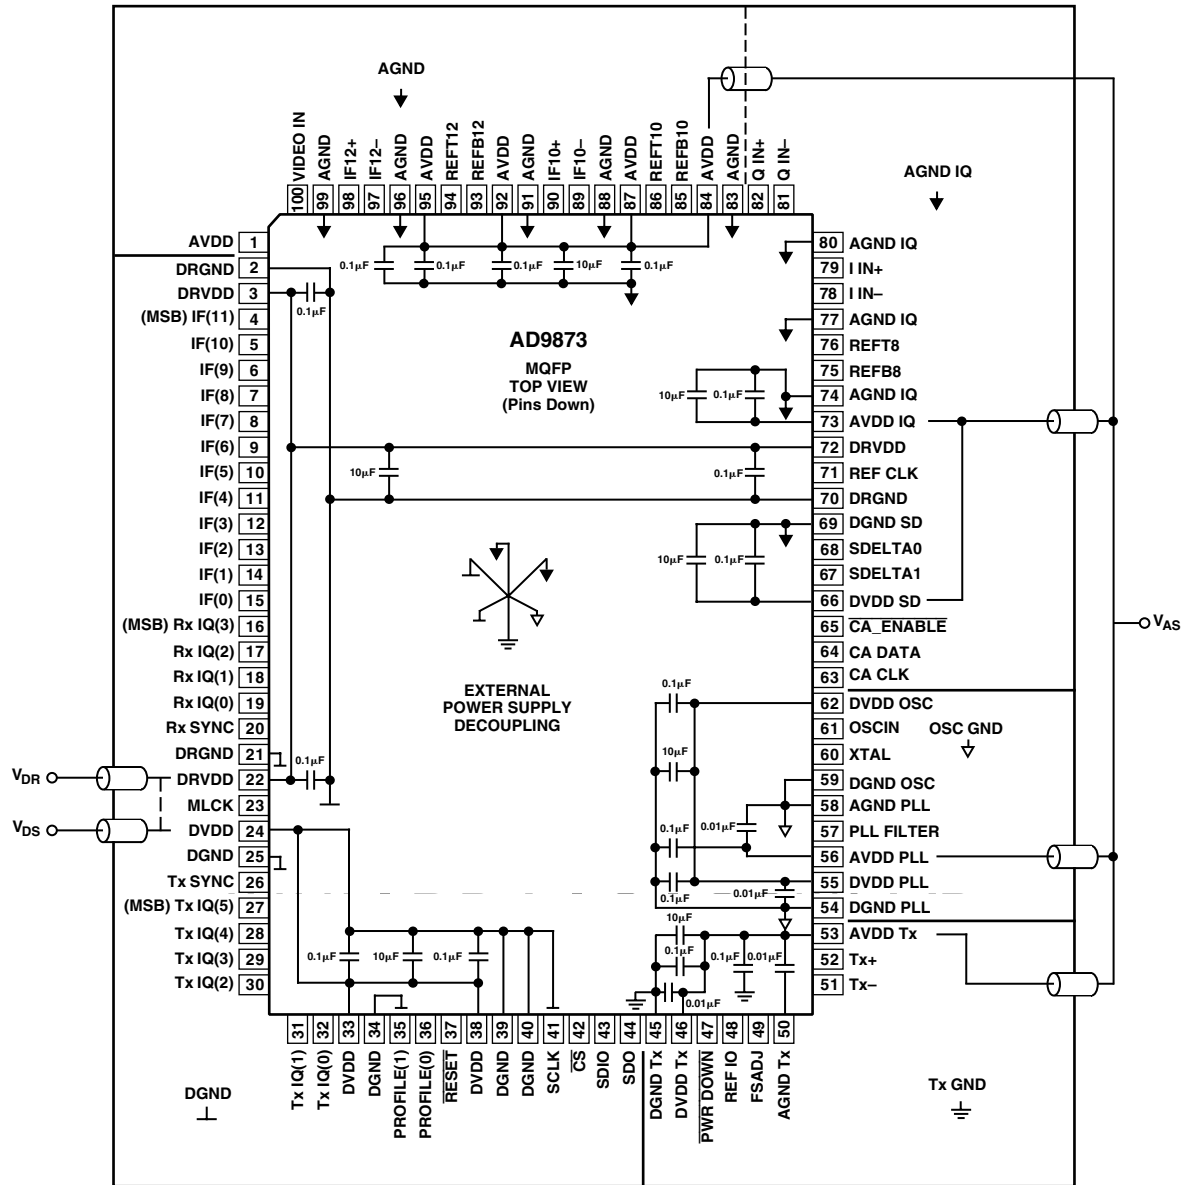 AGND
100 VIDEO IN
99 AGND
98 IF12+
97 IF12–
96 AGND
95 AVDD
94 REFT12
93 REFB12
92 AVDD
91 AGND
90 IF10+
89 IF10–
88 AGND
87 AVDD
86 REFT10
85 REFB10
84 AVDD
83 AGND
82 Q IN+
81 Q IN–
AGND IQ
0.1µF
0.1µF
0.1µF
10µF
0.1µF
AVDD 1
DRGND 2
DRVDD 3
(MSB) IF(11) 4
IF(10) 5
IF(9) 6
IF(8) 7
IF(7) 8
IF(6) 9
IF(5) 10
IF(4) 11
IF(3) 12
IF(2) 13
IF(1) 14
IF(0) 15
(MSB) Rx IQ(3) 16
Rx IQ(2) 17
Rx IQ(1) 18
Rx IQ(0) 19
Rx SYNC 20
DRGND 21
DRVDD 22
MLCK 23
DVDD 24
DGND 25
Tx SYNC 26
(MSB) Tx IQ(5) 27
Tx IQ(4) 28
Tx IQ(3) 29
Tx IQ(2) 30
VDR
VDS
0.1µF
AD9873
MQFP
TOP VIEW
(Pins Down)
10µF
0.1µF
10µF
0.1µF
10µF
0.1µF
EXTERNAL
POWER SUPPLY
DECOUPLING
0.1µF
0.1µF
10µF
0.1µF
0.01µF
0.1µF
0.01µF
10µF
0.1µF
0.1µF
0.01µF
0.01µF
0.1µF
10µF
0.1µF
80 AGND IQ
79 I IN+
78 I IN–
77 AGND IQ
76 REFT8
75 REFB8
74 AGND IQ
73 AVDD IQ
72 DRVDD
71 REF CLK
70 DRGND
69 DGND SD
68 SDELTA0
67 SDELTA1
66 DVDD SD
65 CA_ENABLE
64 CA DATA
63 CA CLK
62 DVDD OSC
61 OSCIN
60 XTAL
59 DGND OSC
58 AGND PLL
57 PLL FILTER
56 AVDD PLL
55 DVDD PLL
54 DGND PLL
53 AVDD Tx
52 Tx+
51 Tx–
VAS
OSC GND
31 Tx IQ(1)
32 Tx IQ(0)
33 DVDD
34 DGND
35 PROFILE(1)
36 PROFILE(0)
37 RESET
38 DVDD
39 DGND
40 DGND
41 SCLK
42 CS
43 SDIO
44 SDO
45 DGND Tx
46 DVDD Tx
47 PWR DOWN
48 REF IO
49 FSADJ
50 AGND Tx
DGND
Tx GND